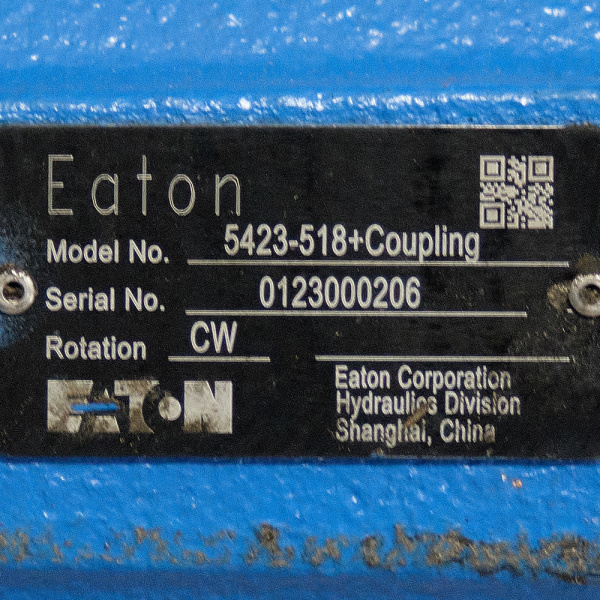 Eaton
Model No. 5423-518+Coupling
Serial No. 0123000206
Rotation CW
EATON
Eaton Corporation
Hydraulics Division
Shanghai, China